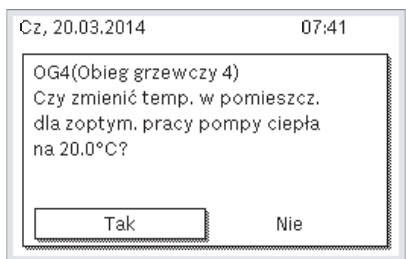 Cz, 20.03.2014 07:41
OG4(Obieg grzewczy 4)
Czy zmienić temp. w pomieszcz.
dla zoptym. pracy pompy ciepła
na 20.0°C?
Tak Nie